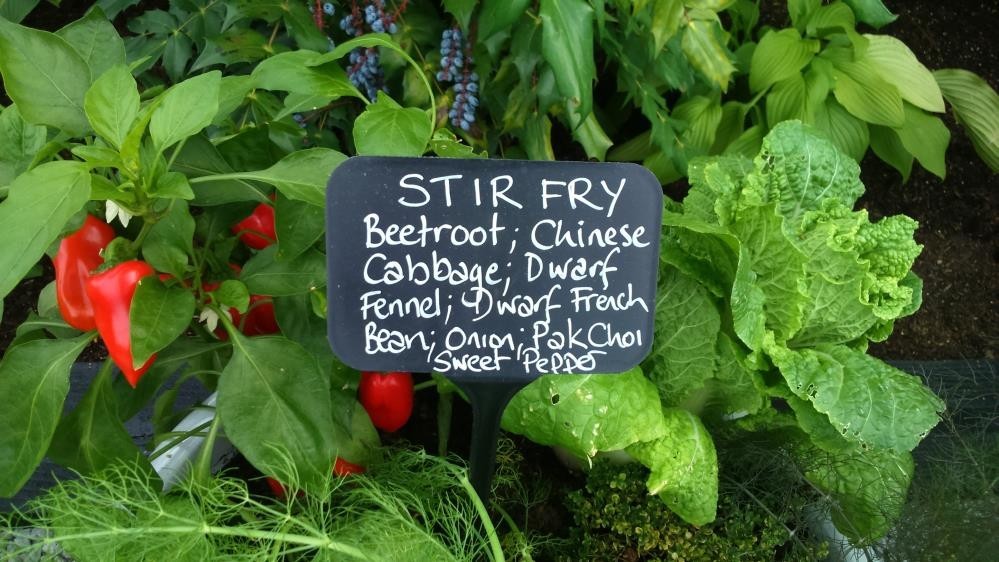 STIR FRY
Beetroot; Chinese
Cabbage; Dwarf
Fennel; Dwarf French
Bean; Onion; Pak Choi
Sweet Pepper